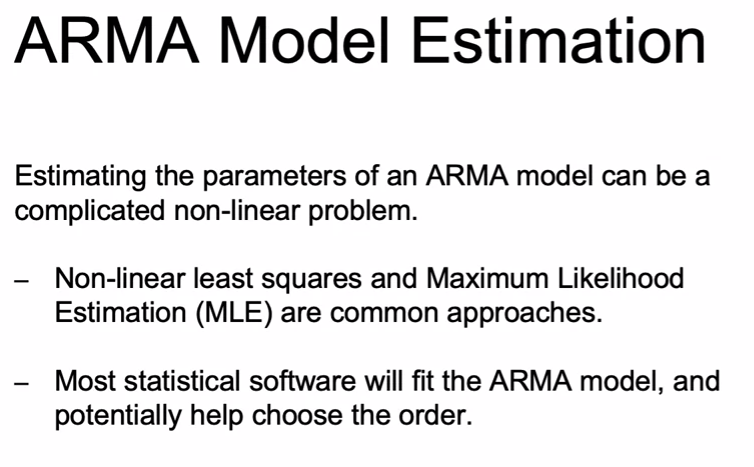 ARMA Model Estimation
Estimating the parameters of an ARMA model can be a
complicated non-linear problem.
– Non-linear least squares and Maximum Likelihood
Estimation (MLE) are common approaches.
– Most statistical software will fit the ARMA model, and
potentially help choose the order.